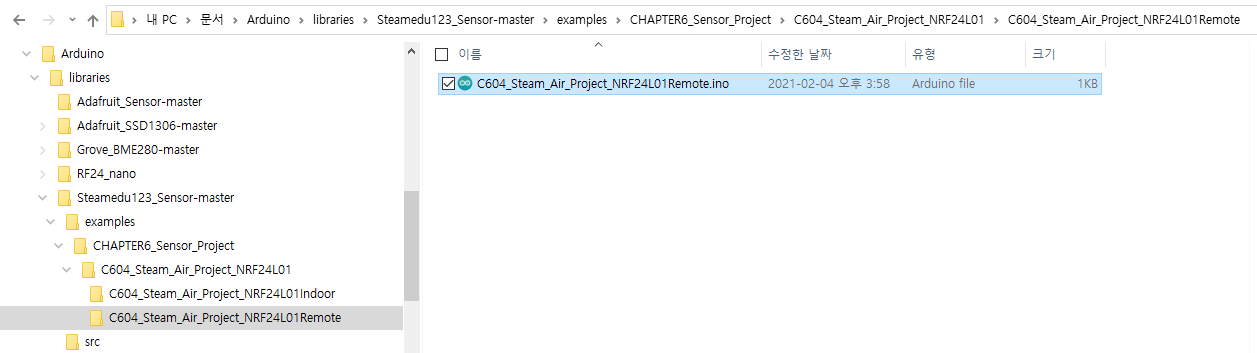 내 PC > 문서 > Arduino > libraries > Steamedu123_Sensor-master > examples > CHAPTER6_Sensor_Project > C604_Steam_Air_Project_NRF24L01 > C604_Steam_Air_Project_NRF24L01Remote
Arduino
libraries
Adafruit_Sensor-master
Adafruit_SSD1306-master
Grove_BME280-master
RF24_nano
Steamedu123_Sensor-master
examples
CHAPTER6_Sensor_Project
C604_Steam_Air_Project_NRF24L01
C604_Steam_Air_Project_NRF24L01Indoor
C604_Steam_Air_Project_NRF24L01Remote
src
이름 수정한 날짜 유형 크기
C604_Steam_Air_Project_NRF24L01Remote.ino 2021-02-04 오후 3:58 Arduino file 1KB